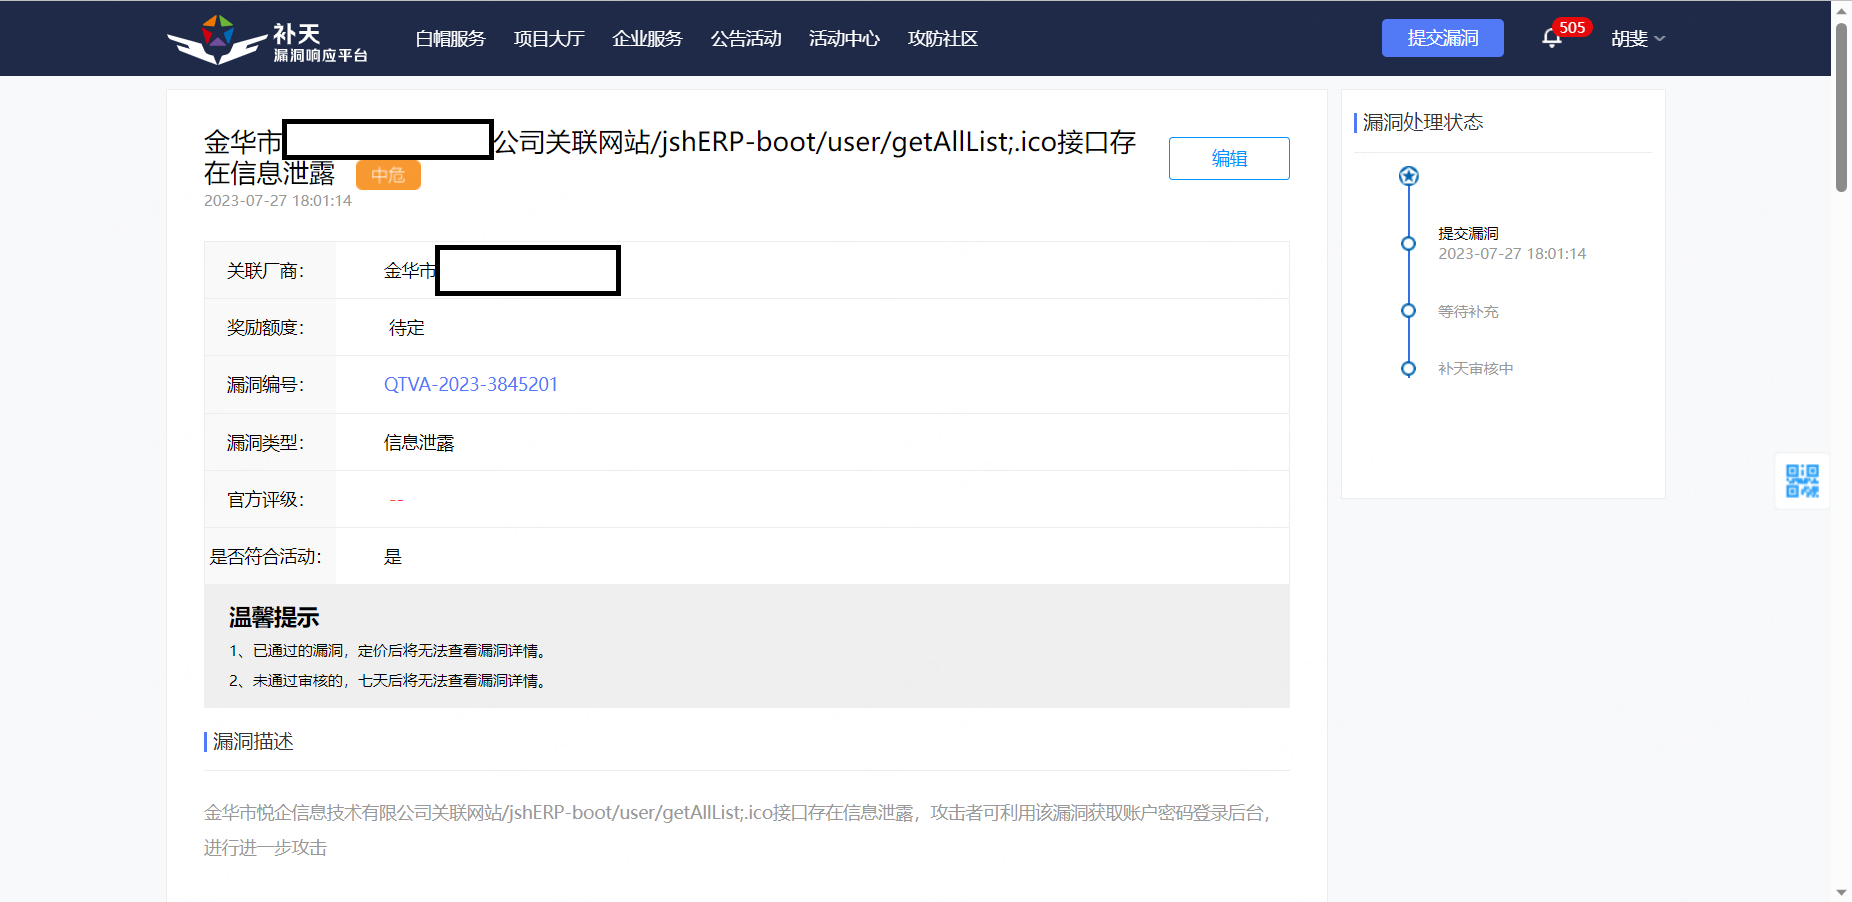 补天
漏洞响应平台
白帽服务 项目大厅 企业服务 公告活动 活动中心 攻防社区
提交漏洞
505
胡斐
金华市 公司关联网站/jshERP-boot/user/getAllList;.ico接口存
在信息泄露 中危
2023-07-27 18:01:14
编辑
关联厂商： 金华市
奖励额度： 待定
漏洞编号： QTVA-2023-3845201
漏洞类型： 信息泄露
官方评级： --
是否符合活动： 是
温馨提示
1、已通过的漏洞，定价后将无法查看漏洞详情。
2、未通过审核的，七天后将无法查看漏洞详情。
漏洞描述
金华市悦企信息技术有限公司关联网站/jshERP-boot/user/getAllList;.ico接口存在信息泄露，攻击者可利用该漏洞获取账户密码登录后台，
进行进一步攻击
漏洞处理状态
提交漏洞
2023-07-27 18:01:14
等待补充
补天审核中